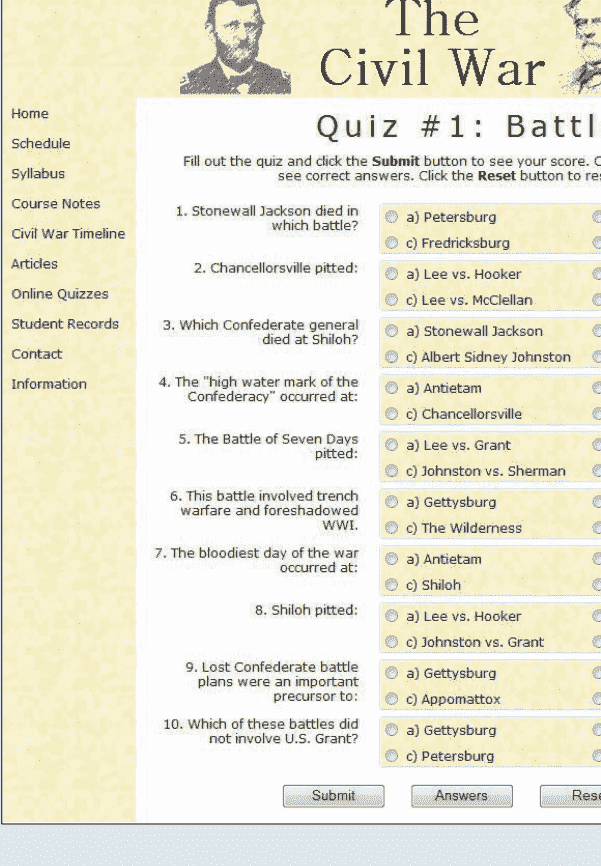 The
Civil War
Home
Schedule
Syllabus
Course Notes
Civil War Timeline
Articles
Online Quizzes
Student Records
Contact
Information
Quiz #1: Battl
Fill out the quiz and click the Submit button to see your score. C
see correct answers. Click the Reset button to res
1. Stonewall Jackson died in
which battle?
a) Petersburg
c) Fredricksburg
2. Chancellorsville pitted:
a) Lee vs. Hooker
c) Lee vs. McClellan
3. Which Confederate general
died at Shiloh?
a) Stonewall Jackson
c) Albert Sidney Johnston
4. The "high water mark of the
Confederacy" occurred at:
a) Antietam
c) Chancellorsville
5. The Battle of Seven Days
pitted:
a) Lee vs. Grant
c) Johnston vs. Sherman
6. This battle involved trench
warfare and foreshadowed
WWI.
a) Gettysburg
c) The Wilderness
7. The bloodiest day of the war
occurred at:
a) Antietam
c) Shiloh
8. Shiloh pitted:
a) Lee vs. Hooker
c) Johnston vs. Grant
9. Lost Confederate battle
plans were an important
precursor to:
a) Gettysburg
c) Appomattox
10. Which of these battles did
not involve U.S. Grant?
a) Gettysburg
c) Petersburg
Submit
Answers
Rese